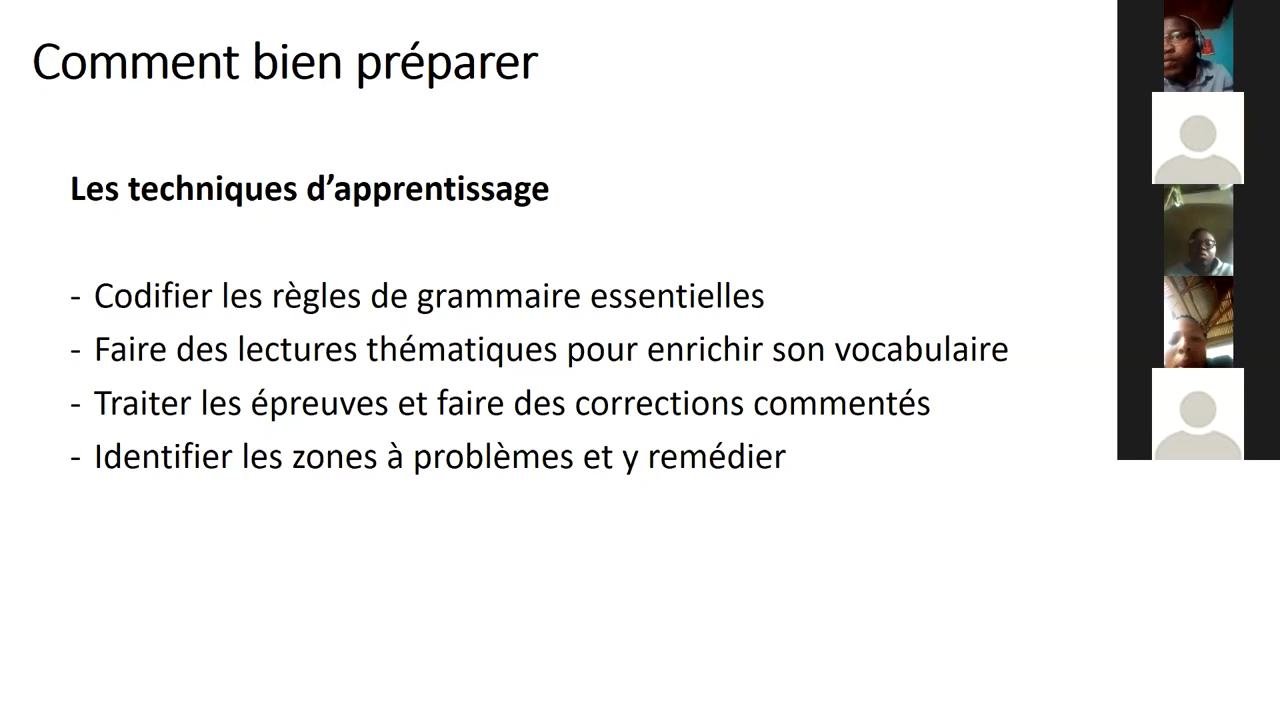 Comment bien préparer
Les techniques d’apprentissage
- Codifier les règles de grammaire essentielles
- Faire des lectures thématiques pour enrichir son vocabulaire
- Traiter les épreuves et faire des corrections commentés
- Identifier les zones à problèmes et y remédier